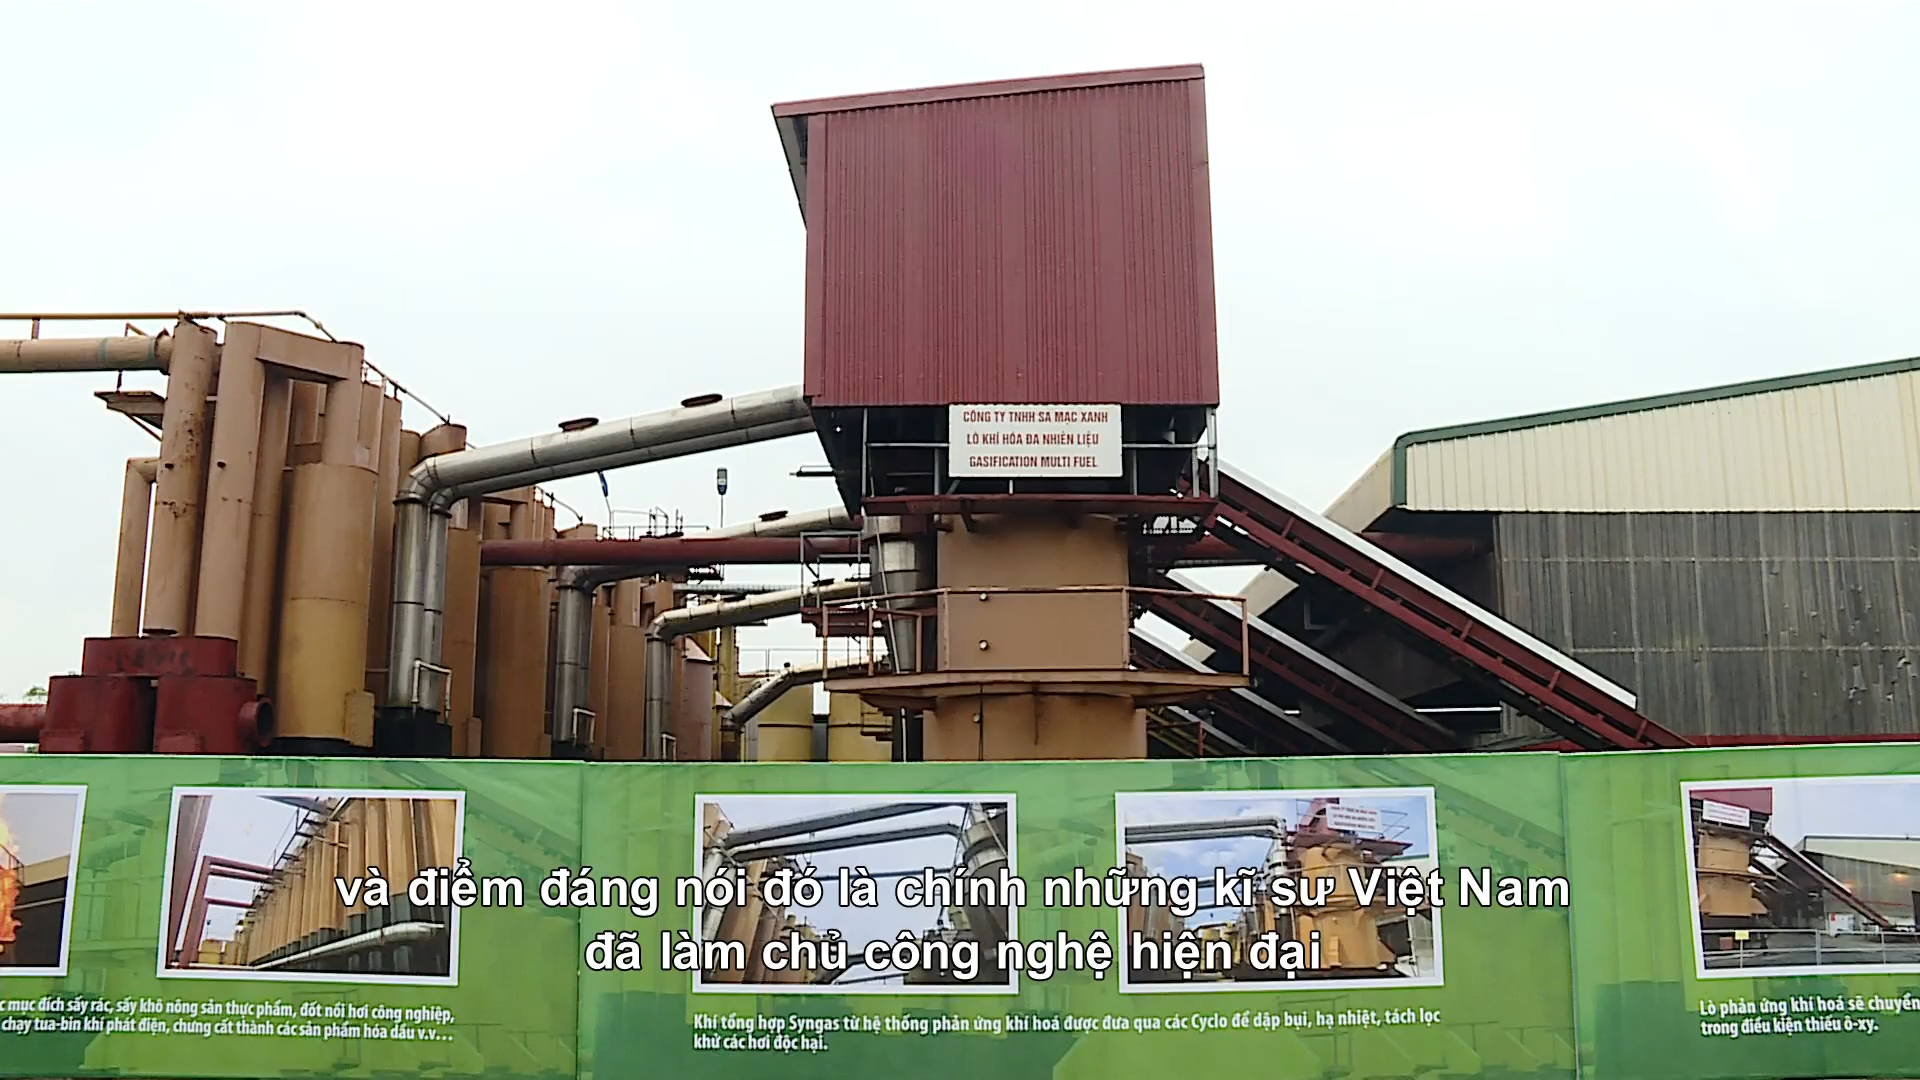 CÔNG TY TNHH SA MẠC XANH
LÒ KHÍ HÓA ĐA NHIÊN LIỆU
GASIFICATION MULTI FUEL
và điểm đáng nói đó là chính những kĩ sư Việt Nam
đã làm chủ công nghệ hiện đại
mục đích sấy rác, sấy khô nông sản thực phẩm, đốt nồi hơi công nghiệp,
chạy tua-bin khí phát điện, chưng cất thành các sản phẩm hóa dầu v.v...
Khí tổng hợp Syngas từ hệ thống phản ứng khí hoá được đưa qua các Cyclo để dập bụi, hạ nhiệt, tách lọc
khử các hơi độc hại.
Lò phản ứng khí hoá sẽ chuyển
trong điều kiện thiếu ô-xy.